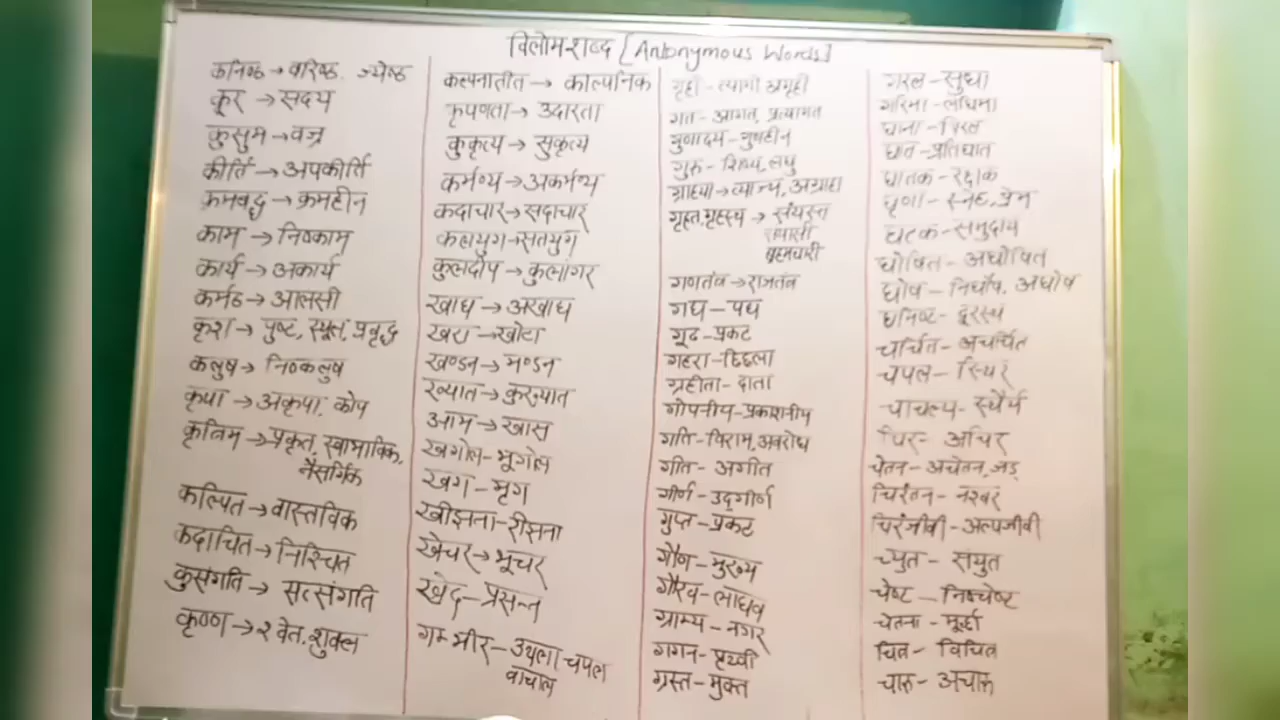 विलोम शब्द [Antonymous Words]
कनिष्ठ → वरिष्ठ, ज्येष्ठ
क्रूर → सदय
कुसुम → वज्र
कीर्ति → अपकीर्ति
क्रमबद्ध → क्रमहीन
काम → निष्काम
कार्य → अकार्य
कर्मठ → आलसी
कृश → पुष्ट, स्थूल, प्रवृद्ध
कलुष → निष्कलुष
कृपा → अकृपा, कोप
कृत्रिम → प्रकृत, स्वाभाविक,
नैसर्गिक
कल्पित → वास्तविक
कदाचित → निश्चित
कुसंगति → सत्संगति
कृष्ण → श्वेत, शुक्ल
कल्पनातीत → काल्पनिक
कृपणता → उदारता
कुकृत्य → सुकृत्य
कर्मण्य → अकर्मण्य
कदाचार → सदाचार
कलयुग → सतयुग
कुलदीप → कुलांगर
खाद्य → अखाद्य
खरा → खोटा
खण्डन → मण्डन
ख्यात → कुख्यात
आम → खास
खगोल - भूगोल
खग - मृग
खीझना - रीझना
खेचर → भूचर
खेद - प्रसन्न
गम्भीर - उथला चपल
वाचाल
गृही - त्यागी अगृही
गत - आगत, प्रत्यागत
गुणाढ्य - गुणहीन
गुरु - शिष्य, लघु
ग्राह्य → त्याज्य, अग्राह्य
गृहस्त, गृहस्थ → संयस्त
सन्यासी
ब्रह्मचारी
गणतंत्र → राजतंत्र
गद्य - पद्य
गूढ - प्रकट
गहरा - छिछला
ग्रहीता - दाता
गोपनीय - प्रकाशनीय
गति - विराम, अवरोध
गीत - अगीत
गीर्ण - उद्गीर्ण
गुप्त - प्रकट
गौण - मुख्य
गौरव - लाघव
ग्राम्य - नगर
गगन - पृथ्वी
ग्रस्त - मुक्त
गरल - सुधा
गरिमा - लघिमा
घाना - विरल
घात - प्रतिघात
घातक - रक्षक
घृणा - स्नेह, प्रेम
घटक - समुदाय
घोषित - अघोषित
घोष - निर्घोष, अघोष
घनिष्ट - दूरस्थ
चर्चित - अचर्चित
चपल - स्थिर
चाचल्य - स्थैर्य
चिर - अचिर
चेतन - अचेतन, जड़
चिरंतन - नश्वर
चिरंजीवी - अल्पजीवी
च्युत - संयुत
चेष्ट - निश्चेष्ट
चेतना - मूर्छा
चित्र - विचित्र
चारु - अचारु